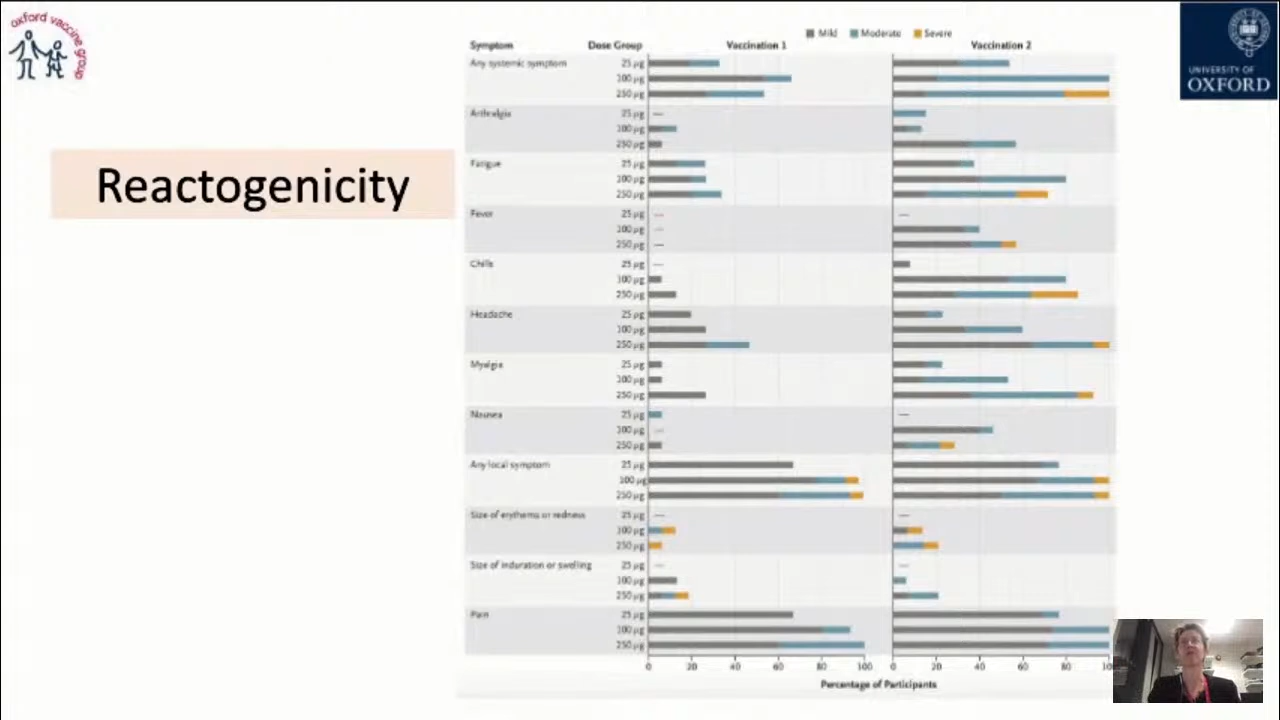 oxford vaccine group
UNIVERSITY OF
OXFORD
Reactogenicity
Mild Moderate Severe
Symptom Dose Group Vaccination 1 Vaccination 2
Any systemic symptom 25 µg
100 µg
250 µg
Arthralgia 25 µg
100 µg
250 µg
Fatigue 25 µg
100 µg
250 µg
Fever 25 µg
100 µg
250 µg
Chills 25 µg
100 µg
250 µg
Headache 25 µg
100 µg
250 µg
Myalgia 25 µg
100 µg
250 µg
Nausea 25 µg
100 µg
250 µg
Any local symptom 25 µg
100 µg
250 µg
Size of erythema or redness 25 µg
100 µg
250 µg
Size of induration or swelling 25 µg
100 µg
250 µg
Pain 25 µg
100 µg
250 µg
0 20 40 60 80 100 0 20 40 60 80
Percentage of Participants